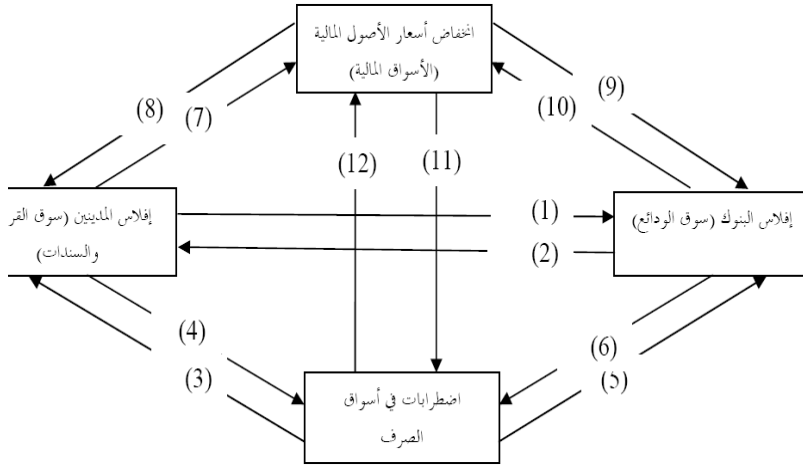 انخفاض أسعار الأصول المالية
(الأسواق المالية)
(8)
(9)
(7)
(10)
(12)
(11)
إفلاس المدينين (سوق القر
والسندات)
(1)
(2)
إفلاس البنوك (سوق الودائع)
(4)
(3)
(6)
(5)
اضطرابات في أسواق
الصرف